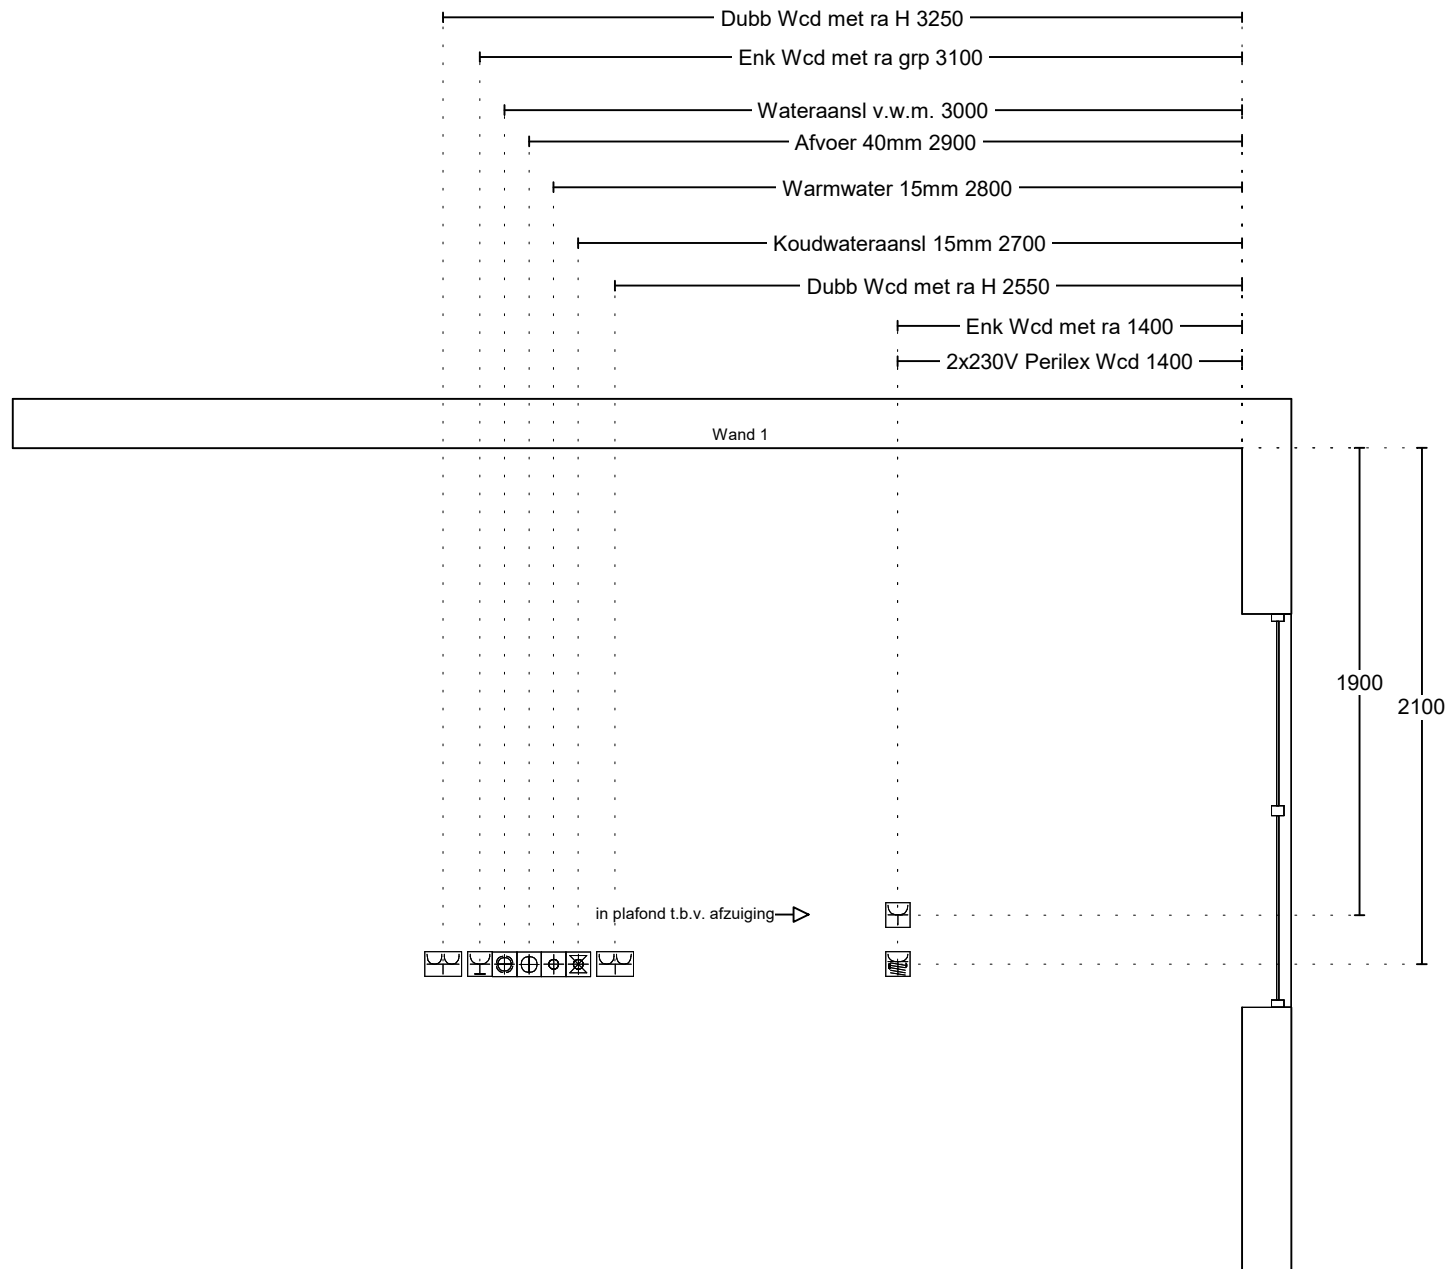 Dubb Wcd met ra H 3250
Enk Wcd met ra grp 3100
Wateraansl v.w.m. 3000
Afvoer 40mm 2900
Warmwater 15mm 2800
Koudwateraansl 15mm 2700
Dubb Wcd met ra H 2550
Enk Wcd met ra 1400
2x230V Perilex Wcd 1400
Wand 1
1900
2100
in plafond t.b.v. afzuiging